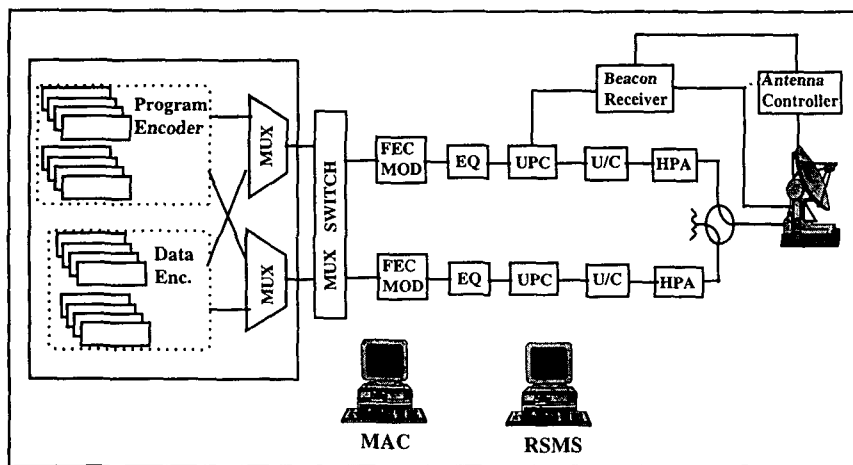 Program
Encoder
MUX
Data
Enc.
MUX
MUX SWITCH
FEC
MOD
EQ
UPC
U/C
HPA
Beacon
Receiver
Antenna
Controller
FEC
MOD
EQ
UPC
U/C
HPA
MAC
RSMS